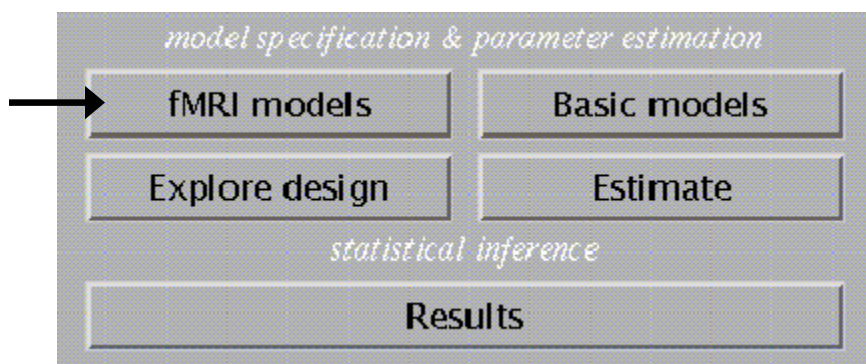 model specification & parameter estimation
fMRI models Basic models
Explore design Estimate
statistical inference
Results